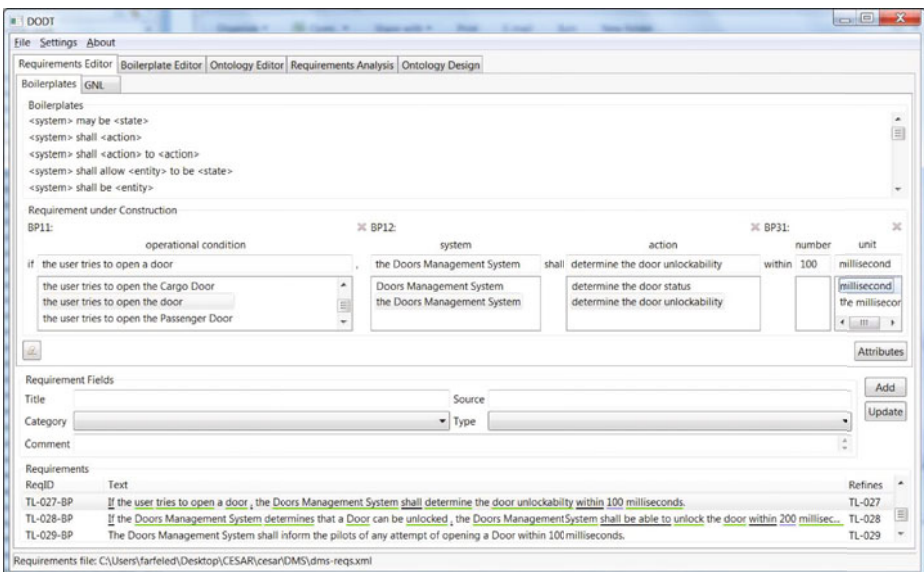 DODT
File Settings About
Requirements Editor Boilerplate Editor Ontology Editor Requirements Analysis Ontology Design
Boilerplates GNL
Boilerplates
<system> may be <state>
<system> shall <action>
<system> shall <action> to <action>
<system> shall allow <entity> to be <state>
<system> shall be <entity>
Requirement under Construction
BP11: BP12: BP31:
operational condition system action number unit
if the user tries to open a door , the Doors Management System shall determine the door unlockability within 100 millisecond
the user tries to open the Cargo Door Doors Management System determine the door status millisecond
the user tries to open the door the Doors Management System determine the door unlockability the millisecor
the user tries to open the Passenger Door
Attributes
Requirement Fields
Add
Title Source
Update
Category Type
Comment
Requirements
ReqID Text Refines
TL-027-BP If the user tries to open a door , the Doors Management System shall determine the door unlockabilty within 100 milliseconds. TL-027
TL-028-BP If the Doors Management System determines that a Door can be unlocked , the Doors ManagementSystem shall be able to unlock the door within 200 millisec... TL-028
TL-029-BP The Doors Management System shall inform the pilots of any attempt of opening a Door within 100 milliseconds. TL-029
Requirements file: C:\Users\farfeled\Desktop\CESAR\cesar\DMS\dms-reqs.xml